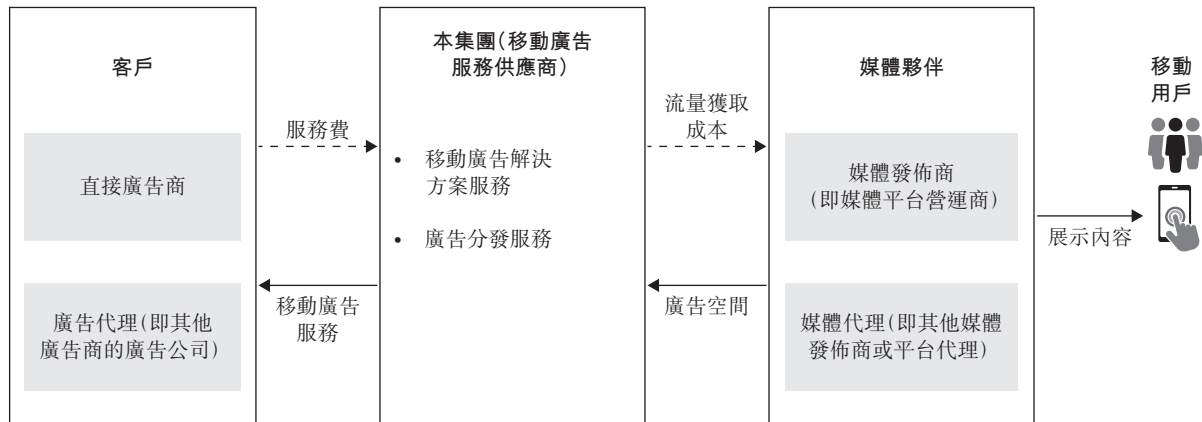 客戶
直接廣告商
廣告代理(即其他
廣告商的廣告公司)
服務費
移動廣告
服務
本集團(移動廣告
服務供應商)
• 移動廣告解決
方案服務
• 廣告分發服務
流量獲取
成本
廣告空間
媒體夥伴
媒體發佈商
(即媒體平台營運商)
媒體代理(即其他媒體
發佈商或平台代理)
展示內容
移動
用戶